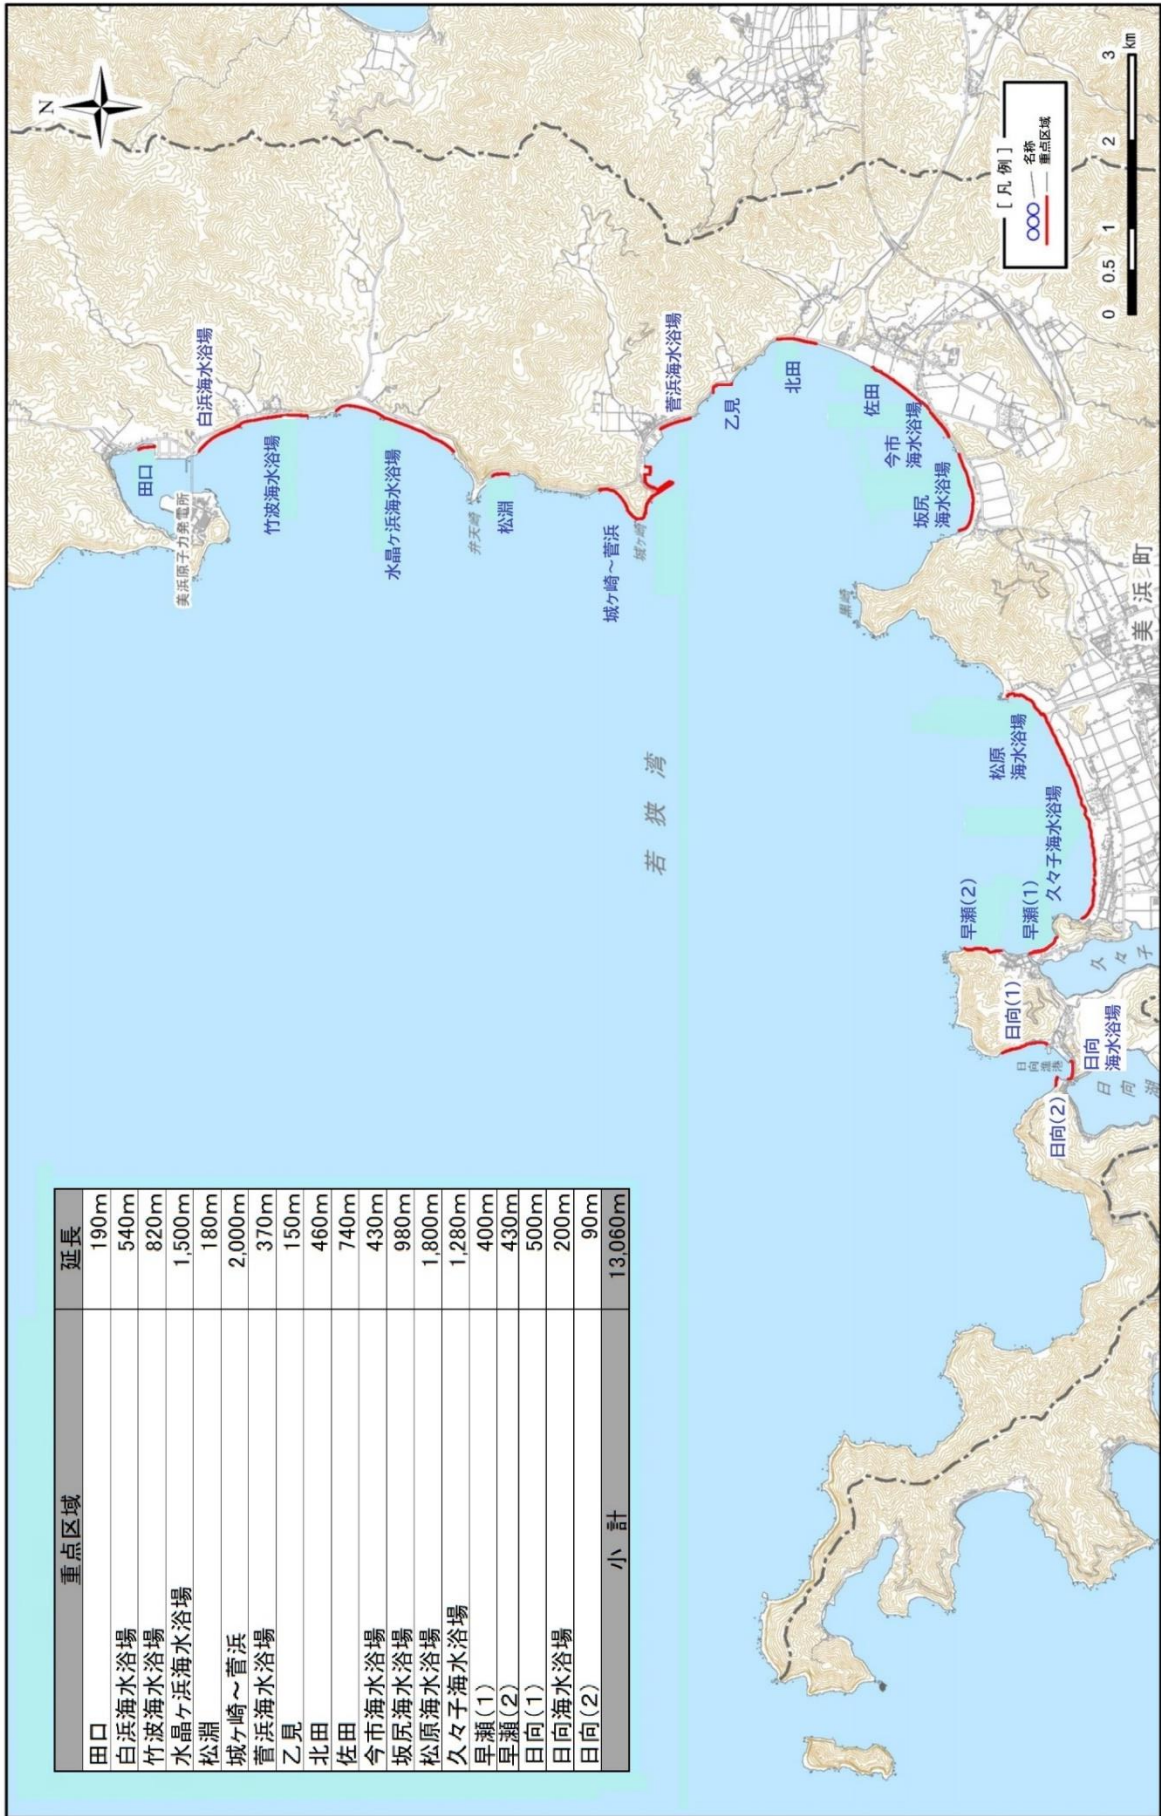 重点区域 延長
田口 190m
白浜海水浴場 540m
竹波海水浴場 820m
水晶ヶ浜海水浴場 1,500m
松淵 180m
城ヶ崎～菅浜 2,000m
菅浜海水浴場 370m
乙見 150m
北田 460m
佐田 740m
今市海水浴場 430m
坂尻海水浴場 980m
松原海水浴場 1,800m
久々子海水浴場 1,280m
早瀬(1) 400m
早瀬(2) 430m
日向(1) 500m
日向海水浴場 200m
日向(2) 90m
小 計 13,060m
N
田口
美浜原子力発電所
白浜海水浴場
竹波海水浴場
水晶ヶ浜海水浴場
弁天崎
松淵
城ヶ崎～菅浜
城ヶ崎
菅浜海水浴場
乙見
北田
佐田
今市
海水浴場
坂尻
海水浴場
黒崎
若狭湾
松原
海水浴場
久々子海水浴場
早瀬(2)
早瀬(1)
日向(1)
日向漁港
日向
海水浴場
日向(2)
日向湖
久々子
美浜町
[ 凡 例 ]
○○○ 名称
重点区域
0 0.5 1 2 3
km